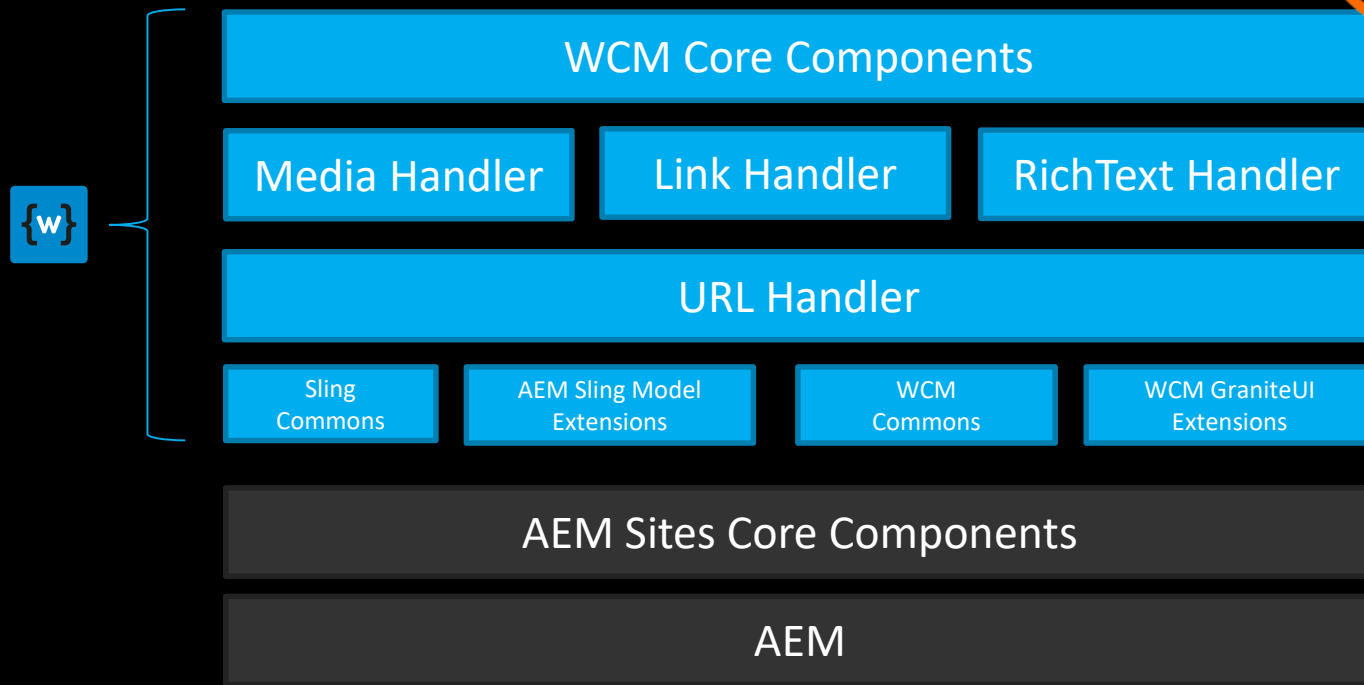 WCM Core Components
Media Handler
Link Handler
RichText Handler
{w}
URL Handler
Sling
Commons
AEM Sling Model
Extensions
WCM
Commons
WCM GraniteUI
Extensions
AEM Sites Core Components
AEM